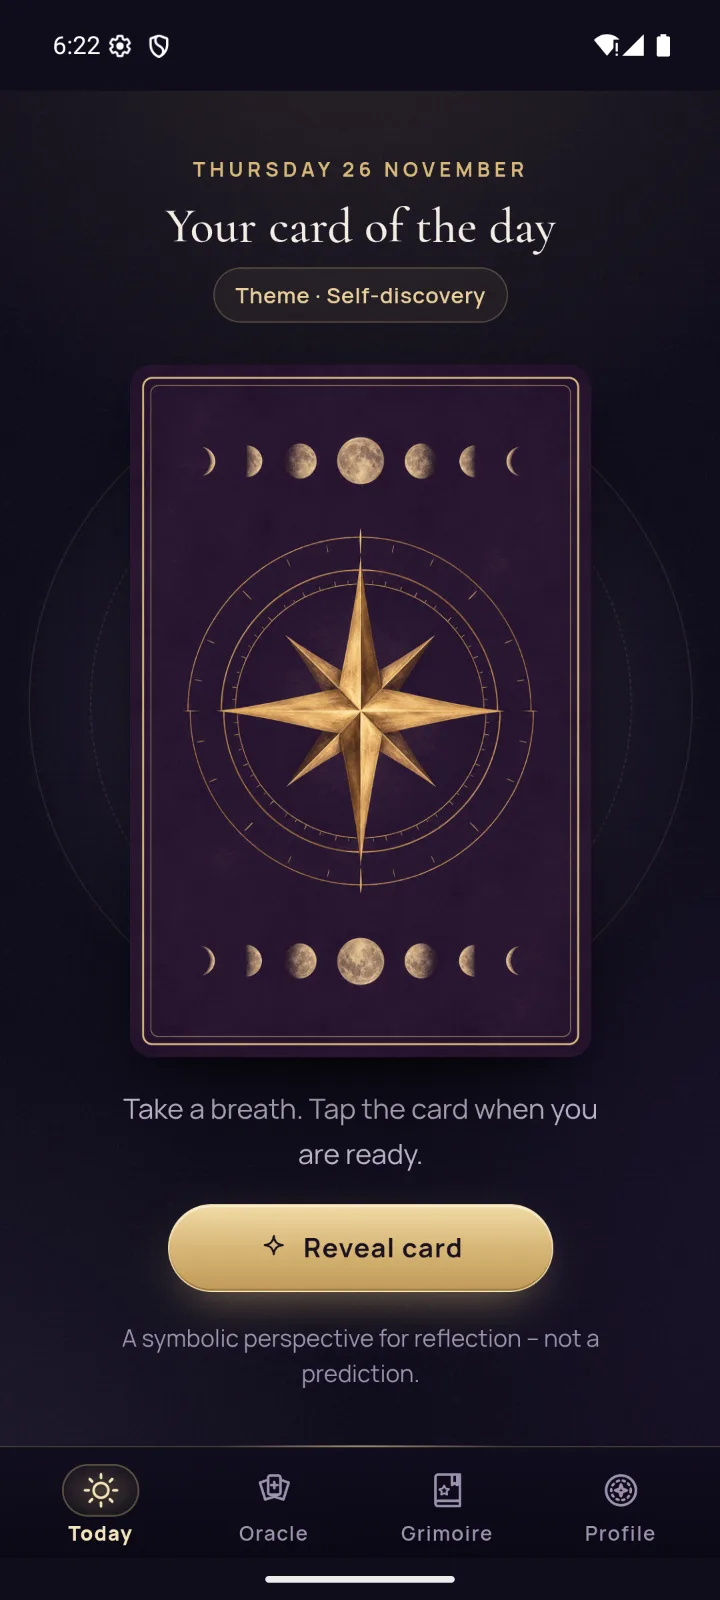 6:22
THURSDAY 26 NOVEMBER
Your card of the day
Theme · Self-discovery
Take a breath. Tap the card when you
are ready.
Reveal card
A symbolic perspective for reflection – not a
prediction.
Today
Oracle
Grimoire
Profile